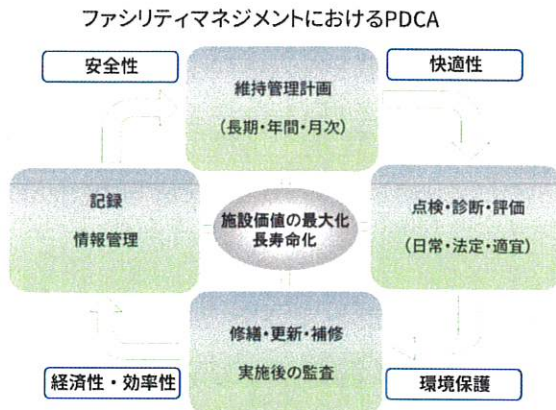 ファシリティマネジメントにおけるPDCA
安全性
快適性
維持管理計画
(長期・年間・月次)
記録
情報管理
施設価値の最大化
長寿命化
点検・診断・評価
(日常・法定・適宜)
修繕・更新・補修
実施後の監査
経済性・効率性
環境保護